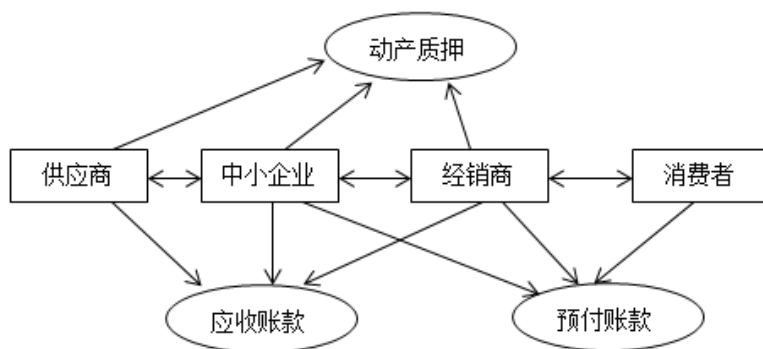 动产质押
供应商
中小企业
经销商
消费者
应收账款
预付账款